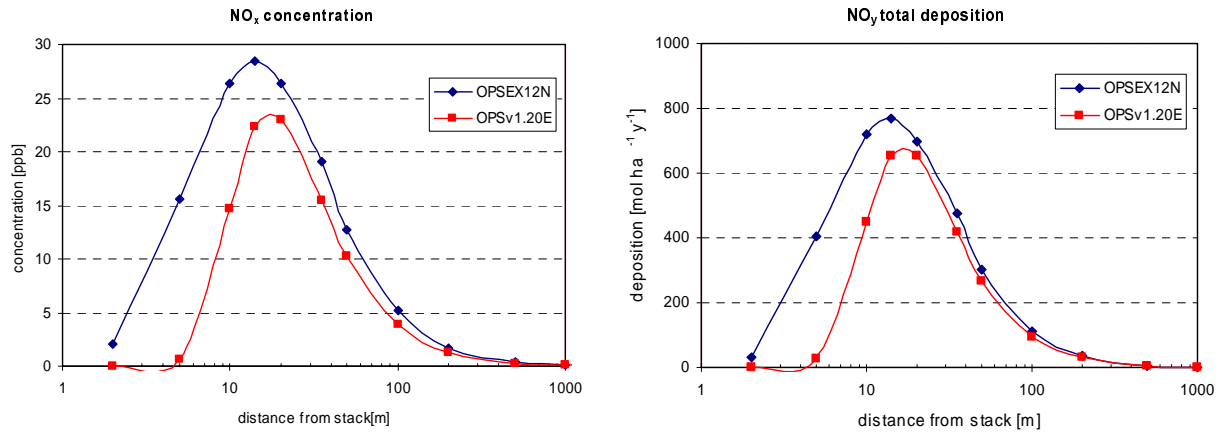 NOₓ concentration
30
25
20
15
10
5
0
concentration [ppb]
OPSEX12N
OPSv1.20E
1
10
100
1000
distance from stack[m]
NOy total deposition
1000
800
600
400
200
0
deposition [mol ha ⁻¹ y⁻¹]
OPSEX12N
OPSv1.20E
1
10
100
1000
distance from stack [m]